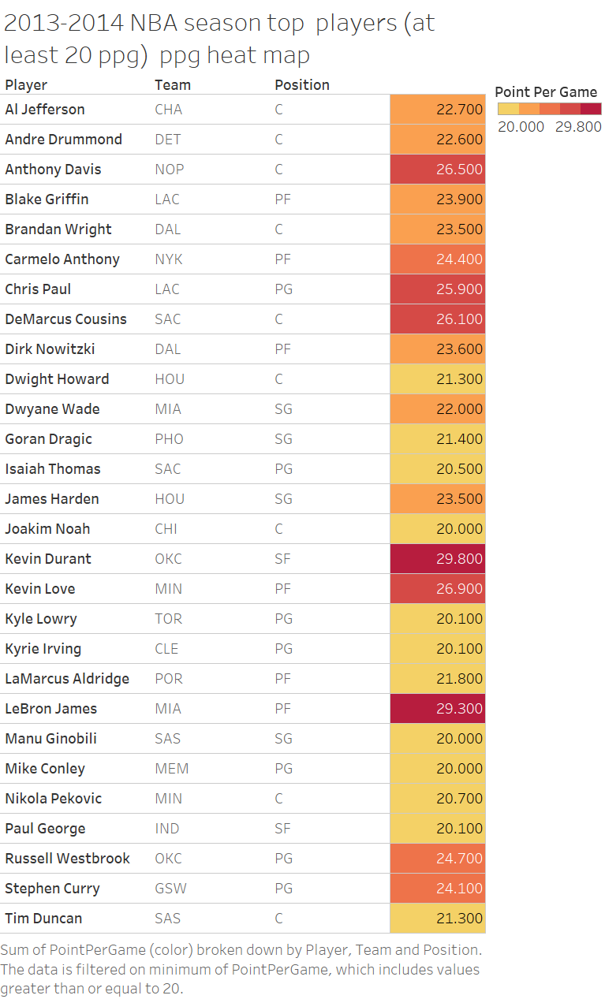 2013-2014 NBA season top  players (at
least 20 ppg)  ppg heat map
Player Team Position
Point Per Game
20.000 29.800
Al Jefferson CHA C 22.700
Andre Drummond DET C 22.600
Anthony Davis NOP C 26.500
Blake Griffin LAC PF 23.900
Brandan Wright DAL C 23.500
Carmelo Anthony NYK PF 24.400
Chris Paul LAC PG 25.900
DeMarcus Cousins SAC C 26.100
Dirk Nowitzki DAL PF 23.600
Dwight Howard HOU C 21.300
Dwyane Wade MIA SG 22.000
Goran Dragic PHO SG 21.400
Isaiah Thomas SAC PG 20.500
James Harden HOU SG 23.500
Joakim Noah CHI C 20.000
Kevin Durant OKC SF 29.800
Kevin Love MIN PF 26.900
Kyle Lowry TOR PG 20.100
Kyrie Irving CLE PG 20.100
LaMarcus Aldridge POR PF 21.800
LeBron James MIA PF 29.300
Manu Ginobili SAS SG 20.000
Mike Conley MEM PG 20.000
Nikola Pekovic MIN C 20.700
Paul George IND SF 20.100
Russell Westbrook OKC PG 24.700
Stephen Curry GSW PG 24.100
Tim Duncan SAS C 21.300
Sum of PointPerGame (color) broken down by Player, Team and Position.
The data is filtered on minimum of PointPerGame, which includes values
greater than or equal to 20.